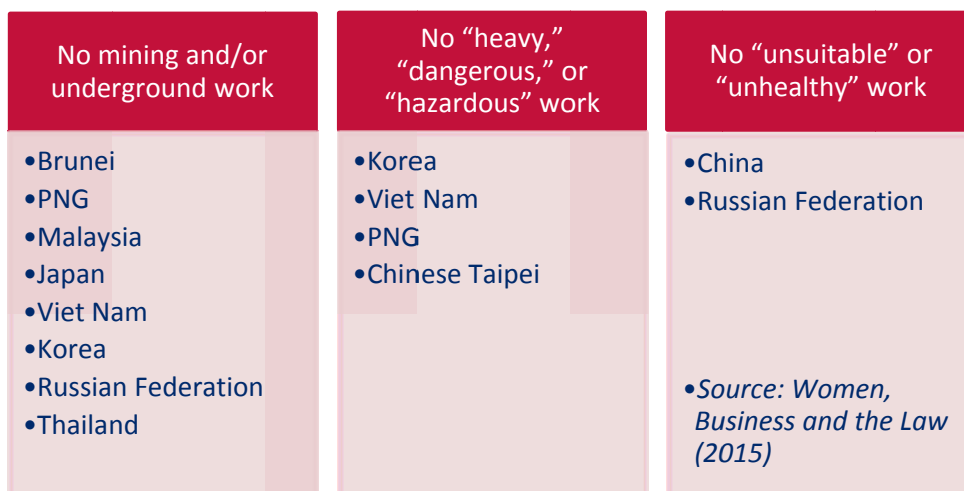 No mining and/or
underground work
•Brunei
•PNG
•Malaysia
•Japan
•Viet Nam
•Korea
•Russian Federation
•Thailand
No “heavy,”
“dangerous,” or
“hazardous” work
•Korea
•Viet Nam
•PNG
•Chinese Taipei
No “unsuitable” or
“unhealthy” work
•China
•Russian Federation
•Source: Women,
Business and the Law
(2015)